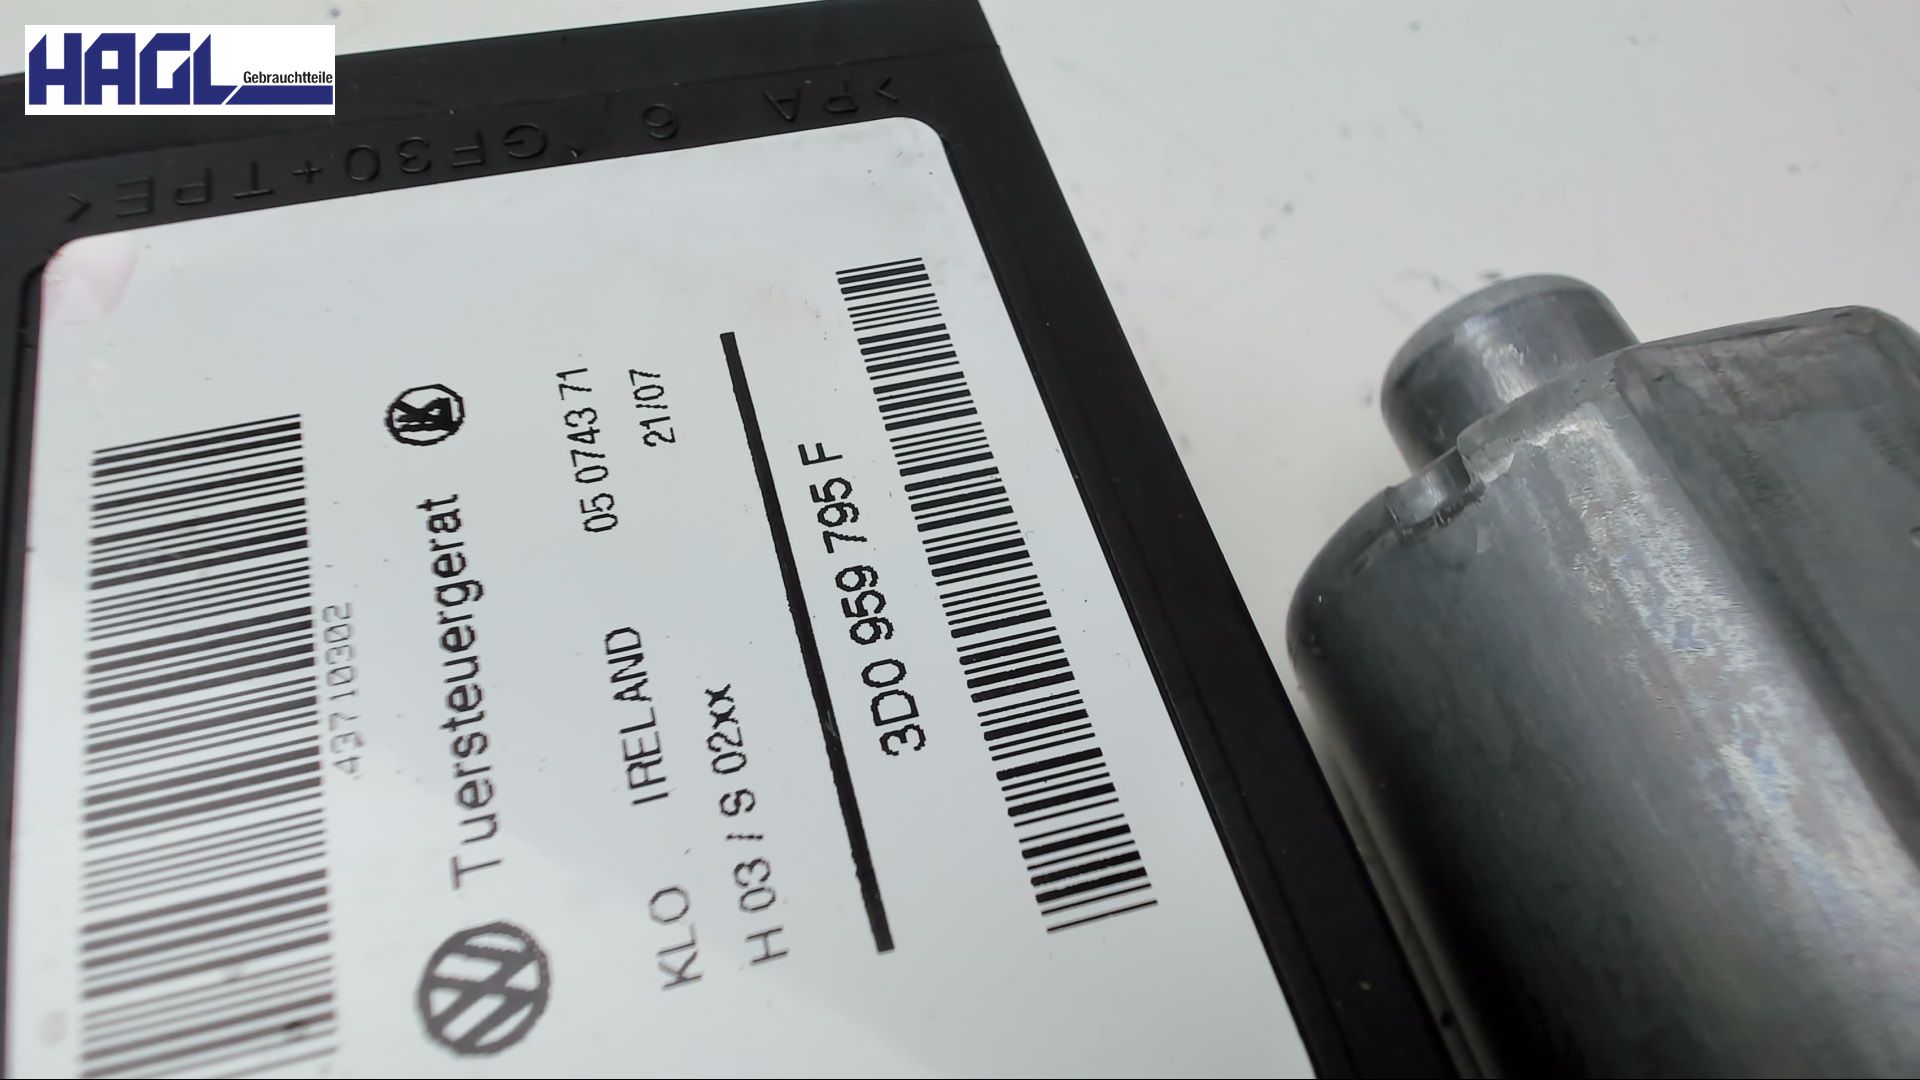 HAGL
Gebrauchtteile
>PA 6 GF30+TPE<
.43710302
Tuersteuergerat
05 0743 71
KLO IRELAND
21/07
H 03 / S 02xx
3D0 959 795 F